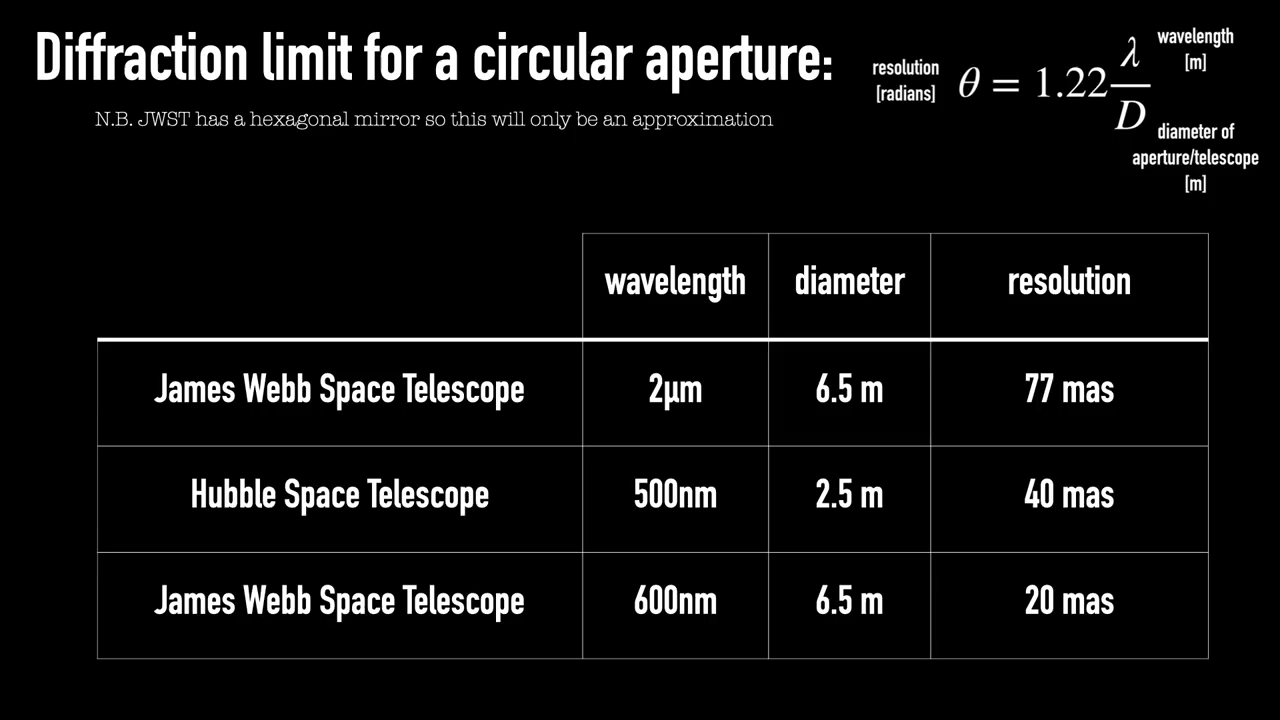 Diffraction limit for a circular aperture:
N.B. JWST has a hexagonal mirror so this will only be an approximation
resolution
[radians]
θ = 1.22 λ/D
wavelength
[m]
diameter of
aperture/telescope
[m]
wavelength diameter resolution
James Webb Space Telescope 2µm 6.5 m 77 mas
Hubble Space Telescope 500nm 2.5 m 40 mas
James Webb Space Telescope 600nm 6.5 m 20 mas